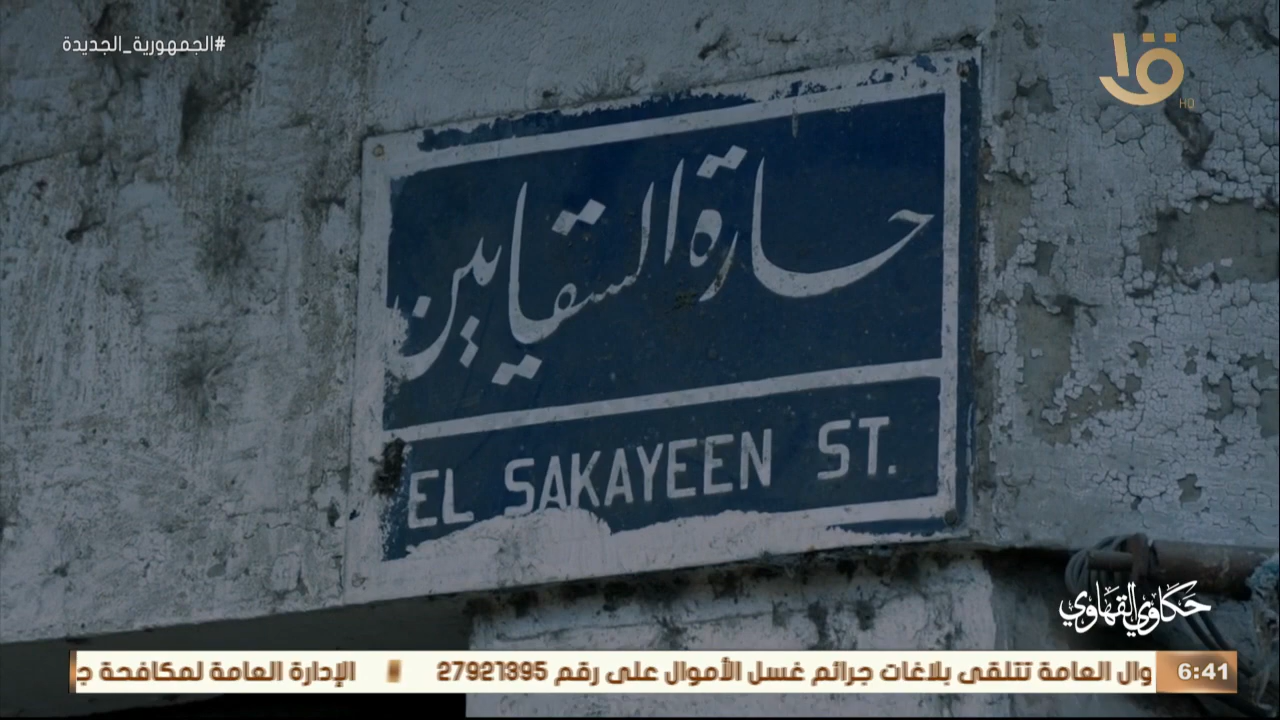 #الجمهورية_الجديدة
HD
حارة السقايين
EL SAKAYEEN ST.
حكاوي القهاوي
6:41 وال العامة تتلقى بلاغات جرائم غسل الأموال على رقم 27921395 الإدارة العامة لمكافحة ج